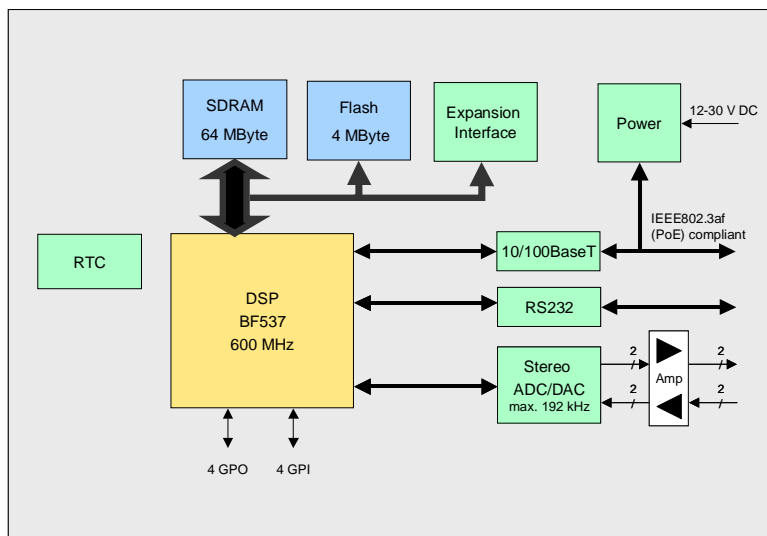 SDRAM
64 MByte
Flash
4 MByte
Expansion
Interface
Power
12-30 V DC
IEEE802.3af
(PoE) compliant
RTC
10/100BaseT
DSP
BF537
600 MHz
RS232
Stereo
ADC/DAC
max. 192 kHz
2
2
Amp
2
2
4 GPO
4 GPI